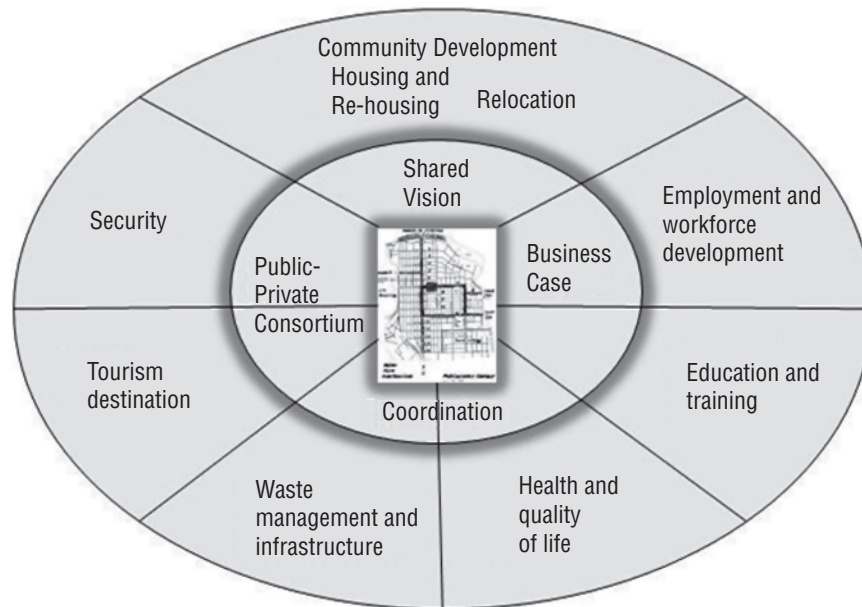 Community Development
Housing and
Re-housing
Relocation
Shared
Vision
Security
Employment and
workforce
development
Public-
Private
Consortium
Business
Case
Tourism
destination
Education and
training
Coordination
Waste
management and
infrastructure
Health and
quality
of life